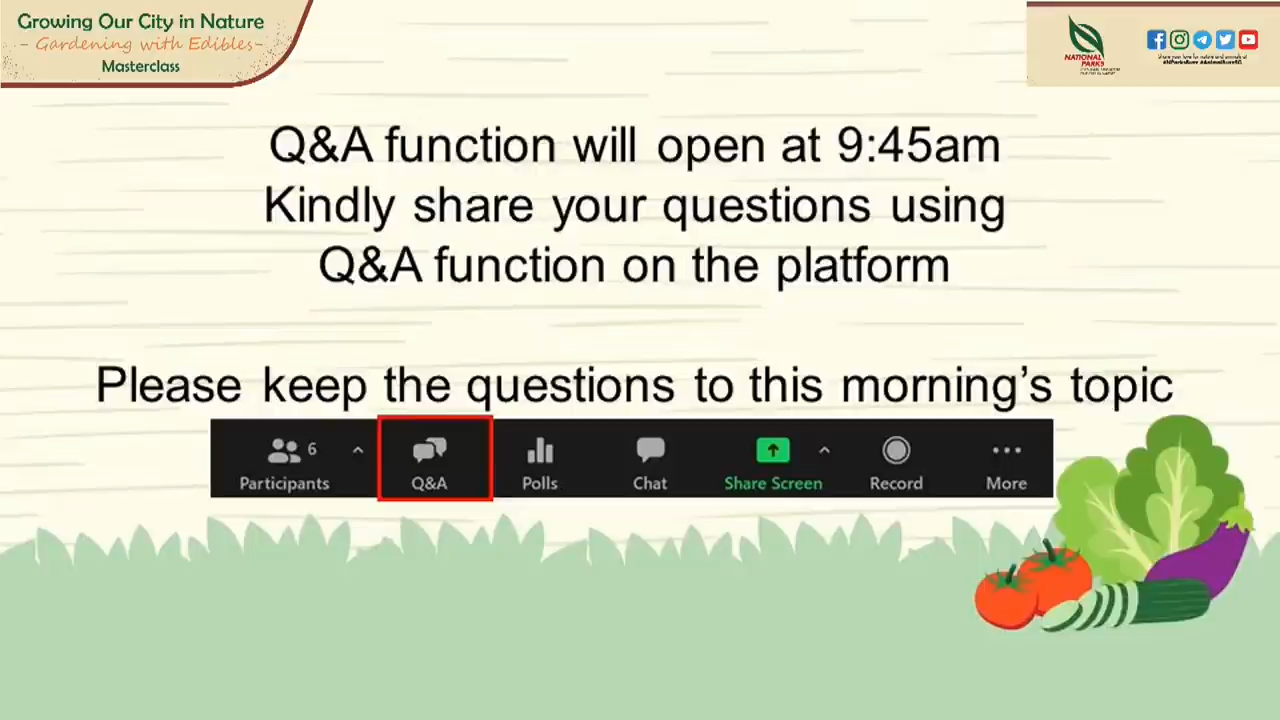 Growing Our City in Nature
- Gardening with Edibles-
Masterclass
NATIONAL
PARKS
Q&A function will open at 9:45am
Kindly share your questions using
Q&A function on the platform
Please keep the questions to this morning's topic
6
Participants
Q&A
Polls
Chat
Share Screen
Record
More